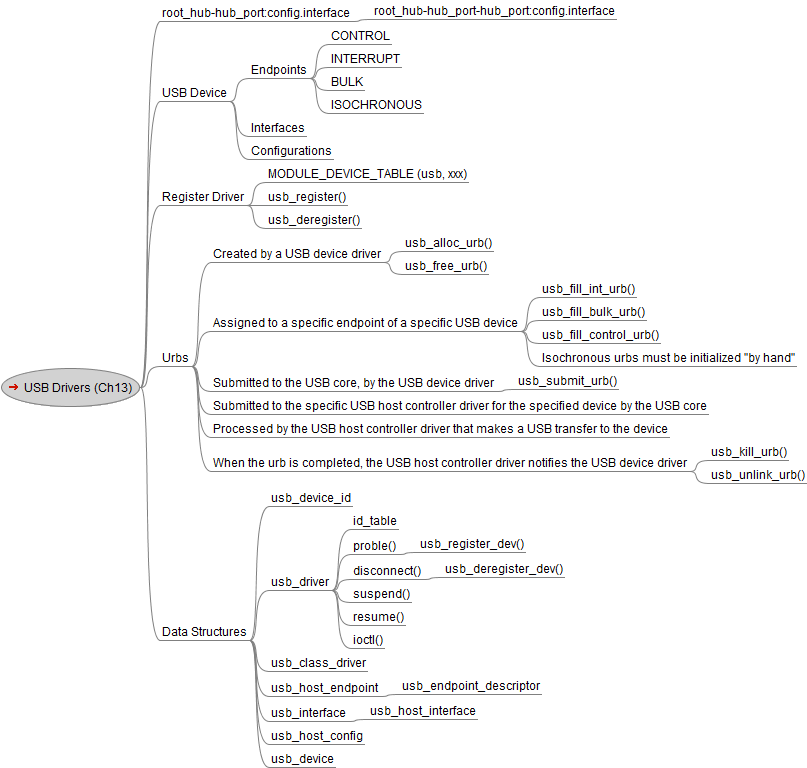 root_hub-hub_port:config.interface
root_hub-hub_port-hub_port:config.interface
USB Device
Endpoints
CONTROL
INTERRUPT
BULK
ISOCHRONOUS
Interfaces
Configurations
Register Driver
MODULE_DEVICE_TABLE (usb, xxx)
usb_register()
usb_deregister()
Urbs
Created by a USB device driver
usb_alloc_urb()
usb_free_urb()
Assigned to a specific endpoint of a specific USB device
usb_fill_int_urb()
usb_fill_bulk_urb()
usb_fill_control_urb()
Isochronous urbs must be initialized "by hand"
Submitted to the USB core, by the USB device driver
usb_submit_urb()
Submitted to the specific USB host controller driver for the specified device by the USB core
Processed by the USB host controller driver that makes a USB transfer to the device
When the urb is completed, the USB host controller driver notifies the USB device driver
usb_kill_urb()
usb_unlink_urb()
USB Drivers (Ch13)
Data Structures
usb_device_id
usb_driver
id_table
proble()
usb_register_dev()
disconnect()
usb_deregister_dev()
suspend()
resume()
ioctl()
usb_class_driver
usb_host_endpoint
usb_endpoint_descriptor
usb_interface
usb_host_interface
usb_host_config
usb_device